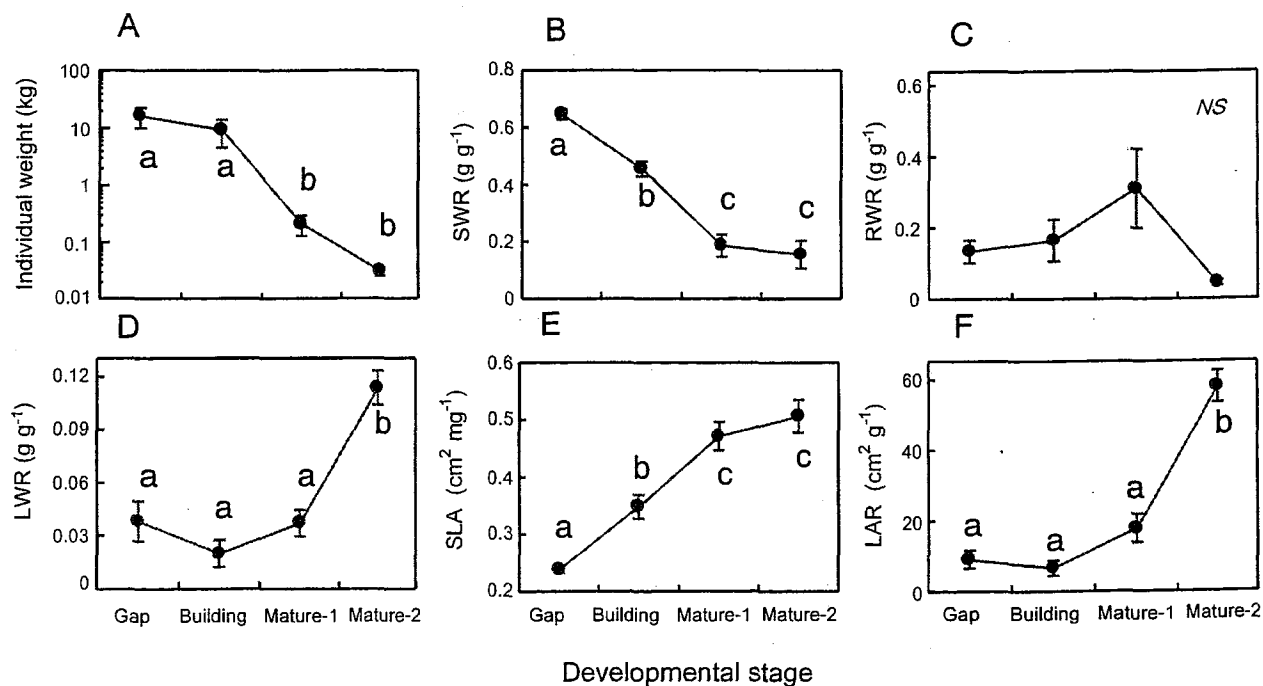 A
B
C
Individual weight (kg)
100
10
1
0.1
0.01
a
a
b
b
SWR (g g⁻¹)
0.8
0.6
0.4
0.2
0
a
b
c
c
RWR (g g⁻¹)
0.6
0.4
0.2
0
NS
D
E
F
LWR (g g⁻¹)
0.12
0.09
0.06
0.03
0
a
a
a
b
Gap Building Mature-1 Mature-2
SLA (cm² mg⁻¹)
0.6
0.5
0.4
0.3
0.2
a
b
c
c
Gap Building Mature-1 Mature-2
LAR (cm² g⁻¹)
60
40
20
0
a
a
a
b
Gap Building Mature-1 Mature-2
Developmental stage